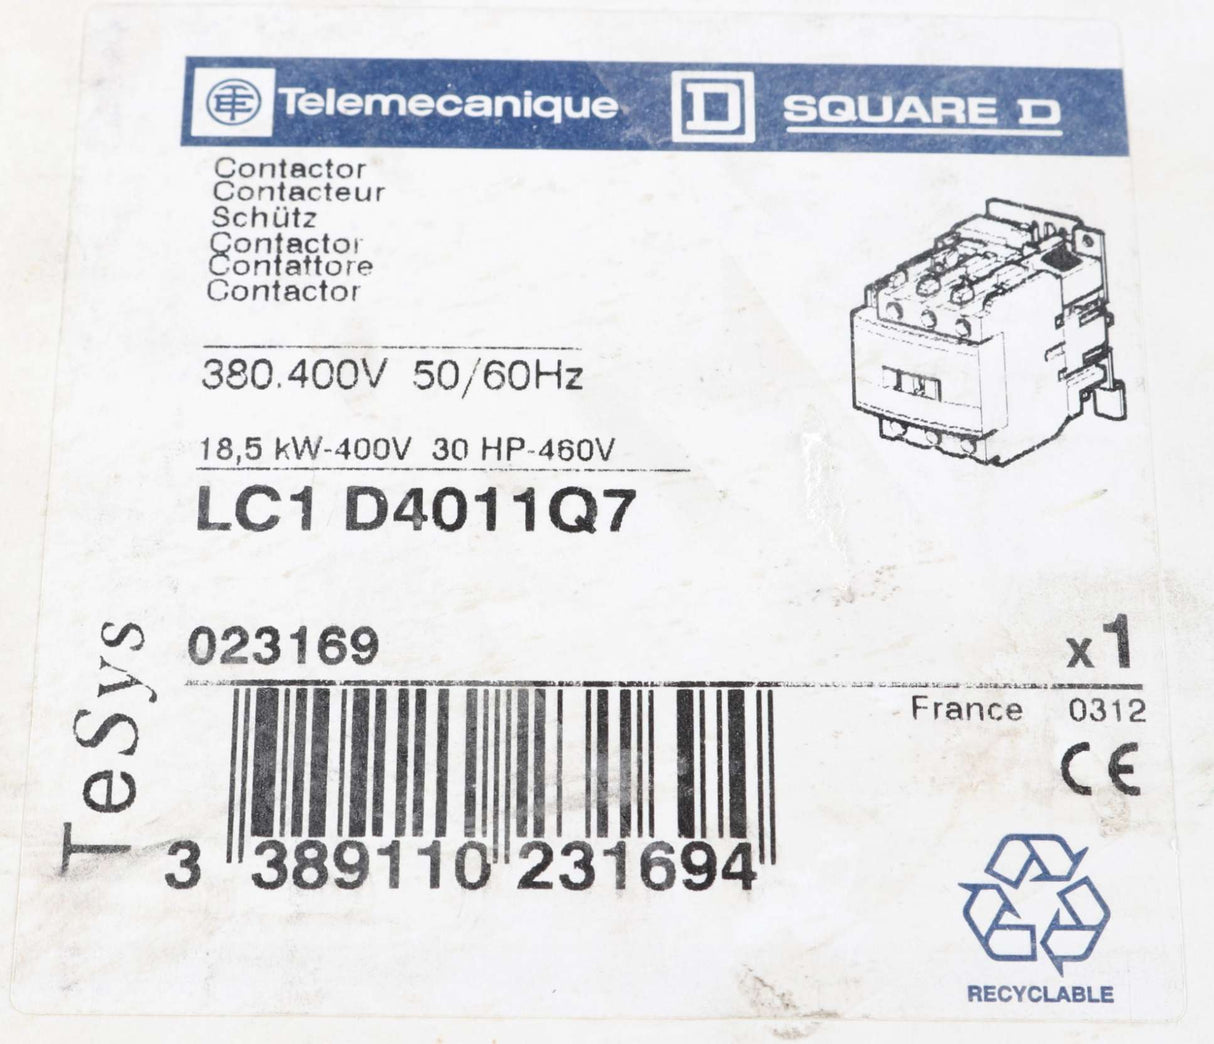 Telemecanique D SQUARE D
Contactor
Contacteur
Schütz
Contactor
Contattore
Contactor
380.400V 50/60Hz
18,5 kW-400V 30 HP-460V
LC1 D4011Q7
023169
x1
France 0312
CE
TeSys
3 389110 231694
RECYCLABLE